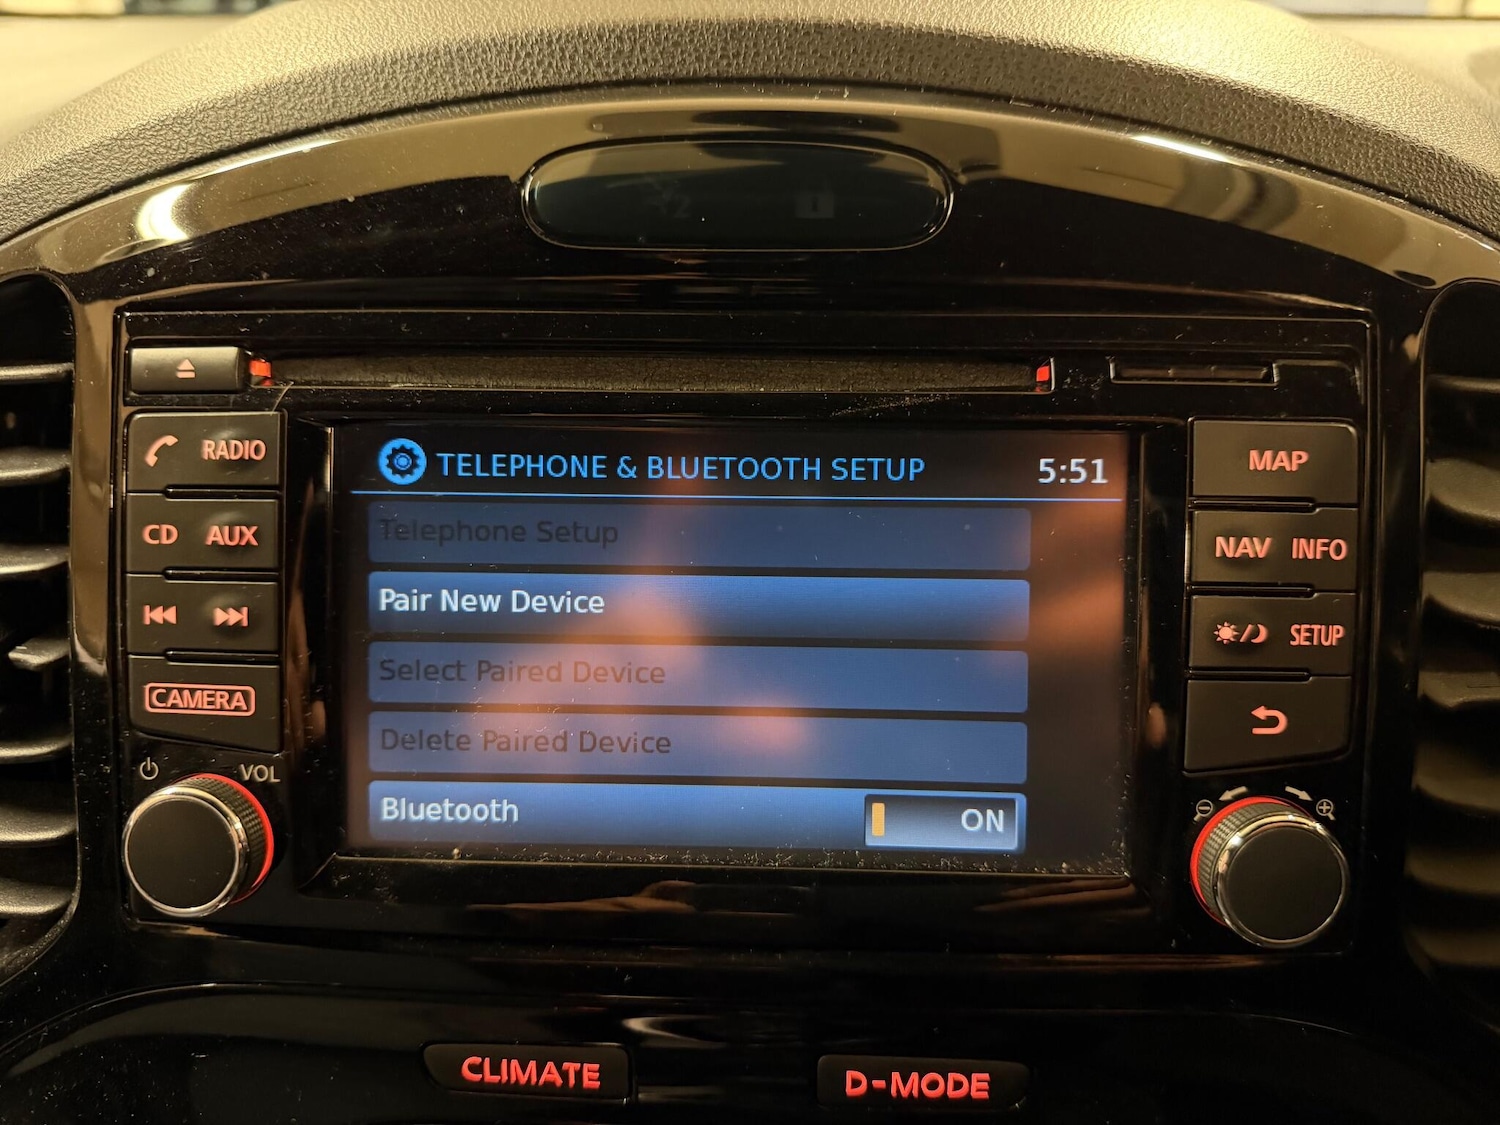 TELEPHONE & BLUETOOTH SETUP 5:51
Telephone Setup
Pair New Device
Select Paired Device
Delete Paired Device
Bluetooth ON
RADIO
CD AUX
CAMERA
VOL
MAP
NAV INFO
SETUP
CLIMATE
D-MODE